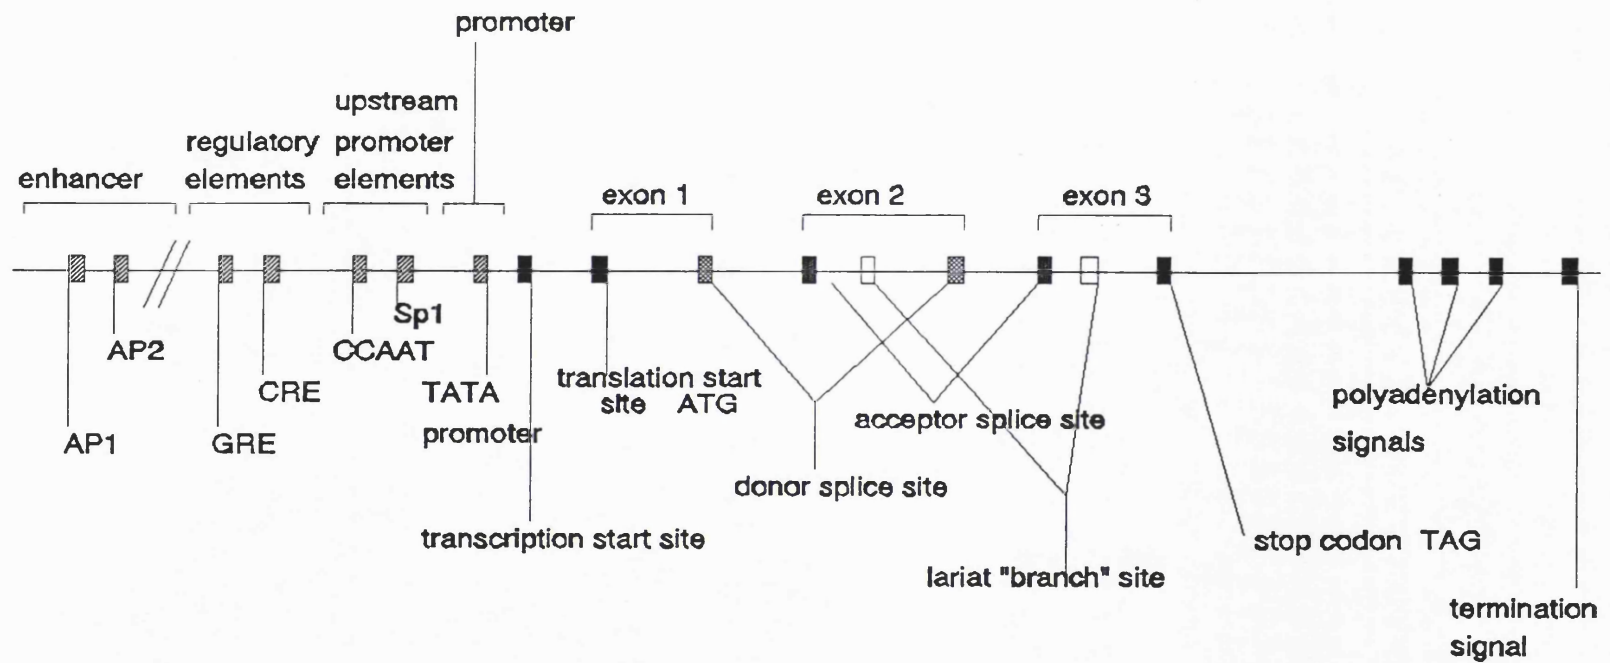 promoter
upstream
regulatory promoter
enhancer elements elements
exon 1 exon 2 exon 3
Sp1
AP2 CCAAT
CRE TATA translation start
site ATG
acceptor splice site
polyadenylation
AP1 GRE promoter
signals
donor splice site
transcription start site
stop codon TAG
lariat "branch" site
termination
signal